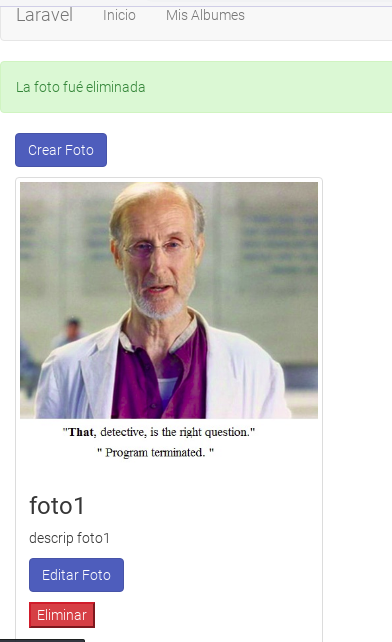 Laravel Inicio Mis Albumes
La foto fué eliminada
Crear Foto
"That, detective, is the right question."
" Program terminated. "
foto1
descrip foto1
Editar Foto
Eliminar